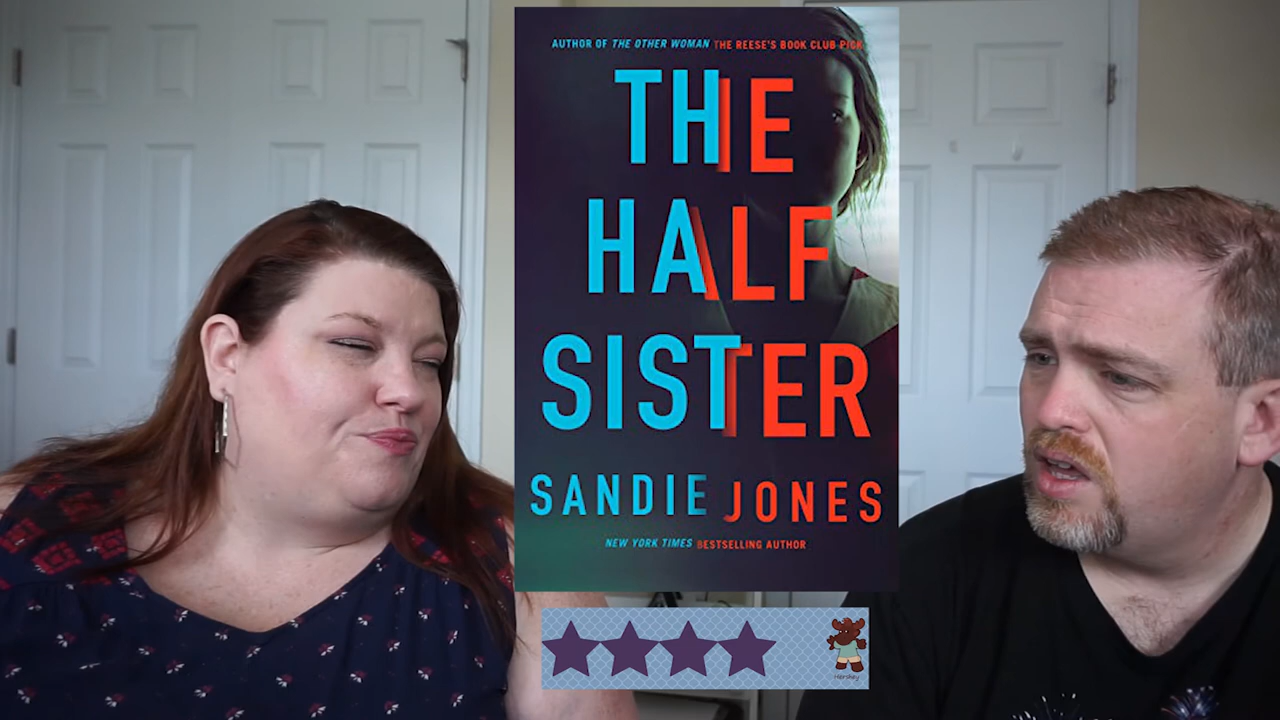 AUTHOR OF THE OTHER WOMAN THE REESE'S BOOK CLUB PICK
THE
HALF
SISTER
SANDIE JONES
NEW YORK TIMES BESTSELLING AUTHOR
Hershey